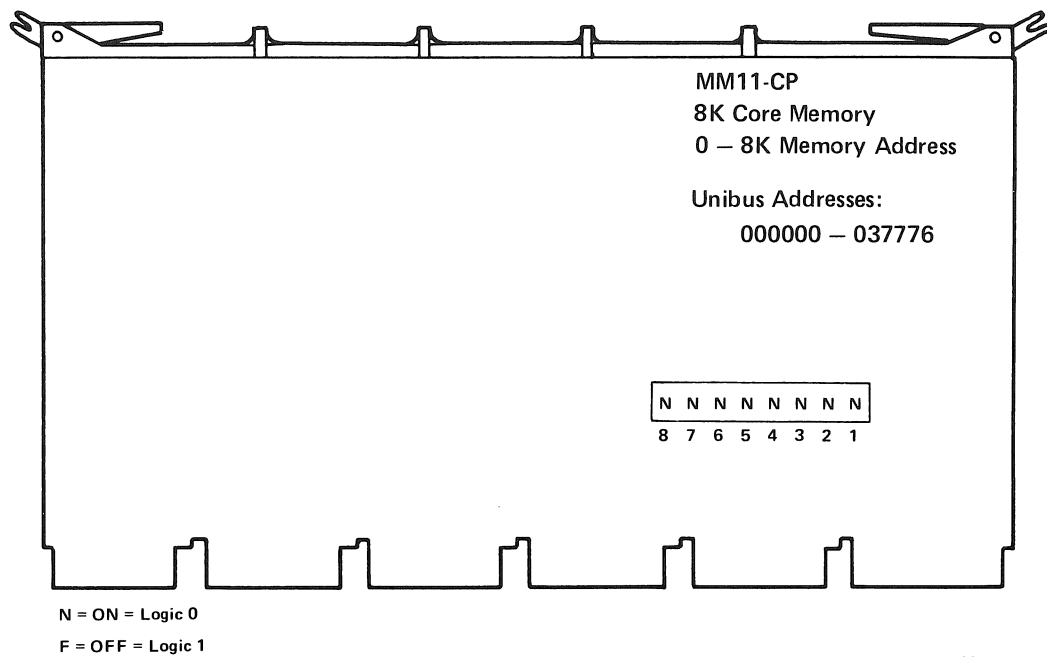 MM11-CP
8K Core Memory
0 — 8K Memory Address
Unibus Addresses:
000000 — 037776
N N N N N N N N
8 7 6 5 4 3 2 1
N = ON = Logic 0
F = OFF = Logic 1